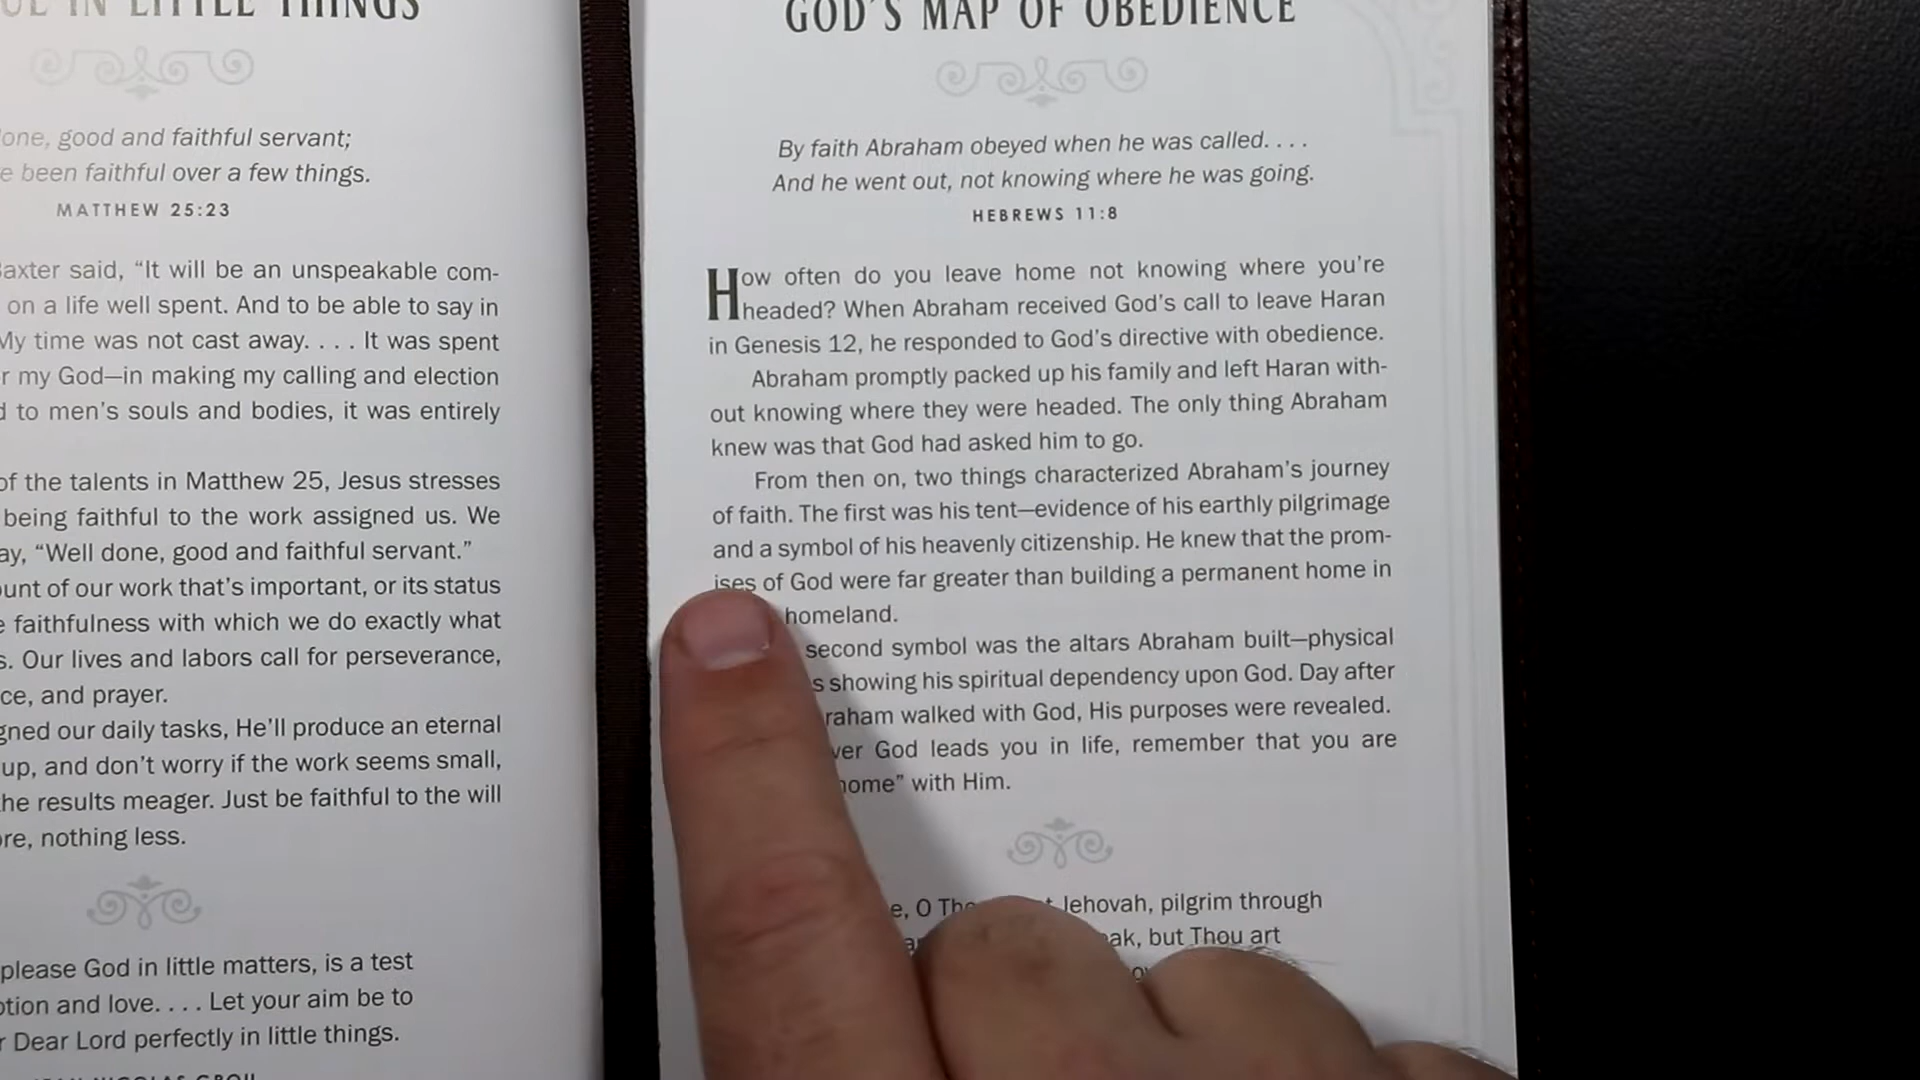 IN LITTLE THINGS
good and faithful servant;
been faithful over a few things.
MATTHEW 25:23
said, “It will be an unspeakable com-
on a life well spent. And to be able to say in
My time was not cast away. . . . It was spent
my God—in making my calling and election
to men’s souls and bodies, it was entirely
of the talents in Matthew 25, Jesus stresses
being faithful to the work assigned us. We
“Well done, good and faithful servant.”
of our work that’s important, or its status
faithfulness with which we do exactly what
Our lives and labors call for perseverance,
and prayer.
our daily tasks, He’ll produce an eternal
up, and don’t worry if the work seems small,
the results meager. Just be faithful to the will
nothing less.
please God in little matters, is a test
and love. . . . Let your aim be to
Dear Lord perfectly in little things.
GOD’S MAP OF OBEDIENCE
By faith Abraham obeyed when he was called. . . .
And he went out, not knowing where he was going.
HEBREWS 11:8
How often do you leave home not knowing where you’re
headed? When Abraham received God’s call to leave Haran
in Genesis 12, he responded to God’s directive with obedience.
Abraham promptly packed up his family and left Haran with-
out knowing where they were headed. The only thing Abraham
knew was that God had asked him to go.
From then on, two things characterized Abraham’s journey
of faith. The first was his tent—evidence of his earthly pilgrimage
and a symbol of his heavenly citizenship. He knew that the prom-
ises of God were far greater than building a permanent home in
homeland.
second symbol was the altars Abraham built—physical
showing his spiritual dependency upon God. Day after
walked with God, His purposes were revealed.
God leads you in life, remember that you are
with Him.
O Jehovah, pilgrim through
but Thou art